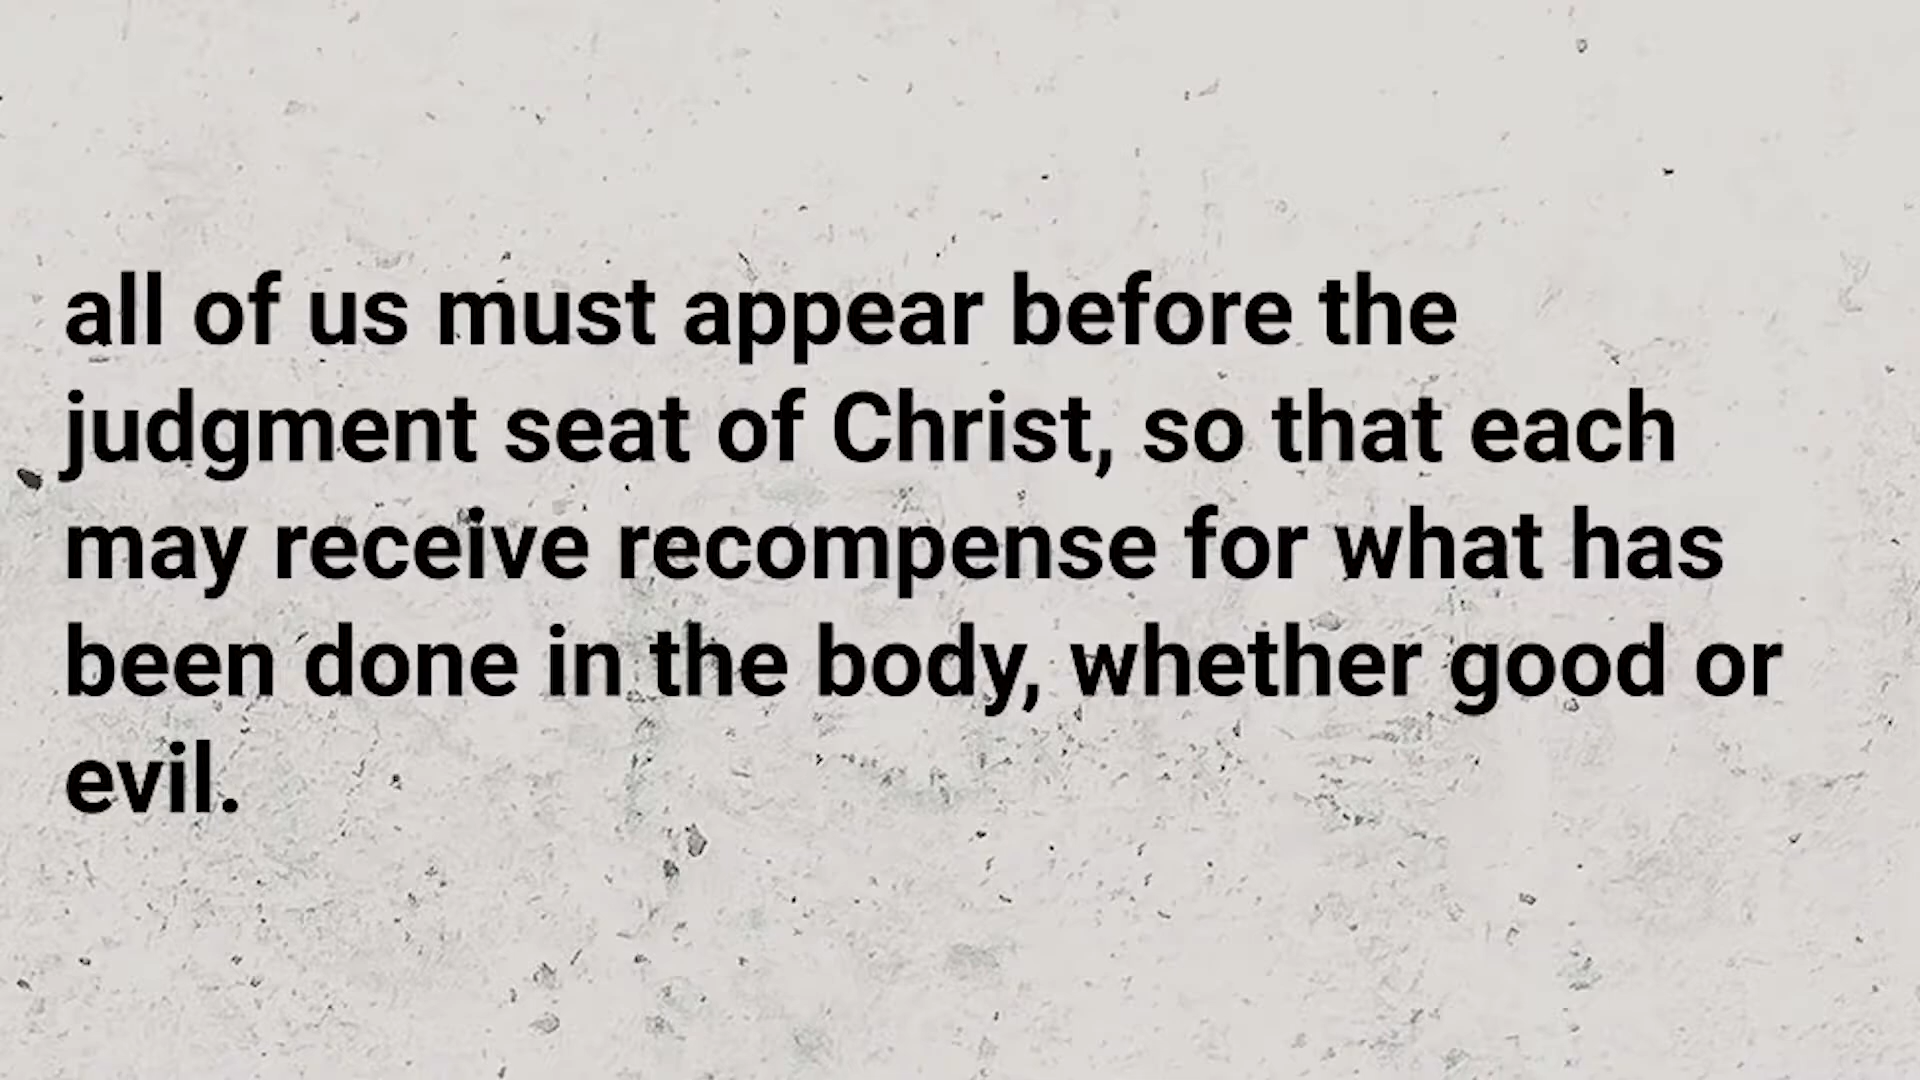 all of us must appear before the
judgment seat of Christ, so that each
may receive recompense for what has
been done in the body, whether good or
evil.